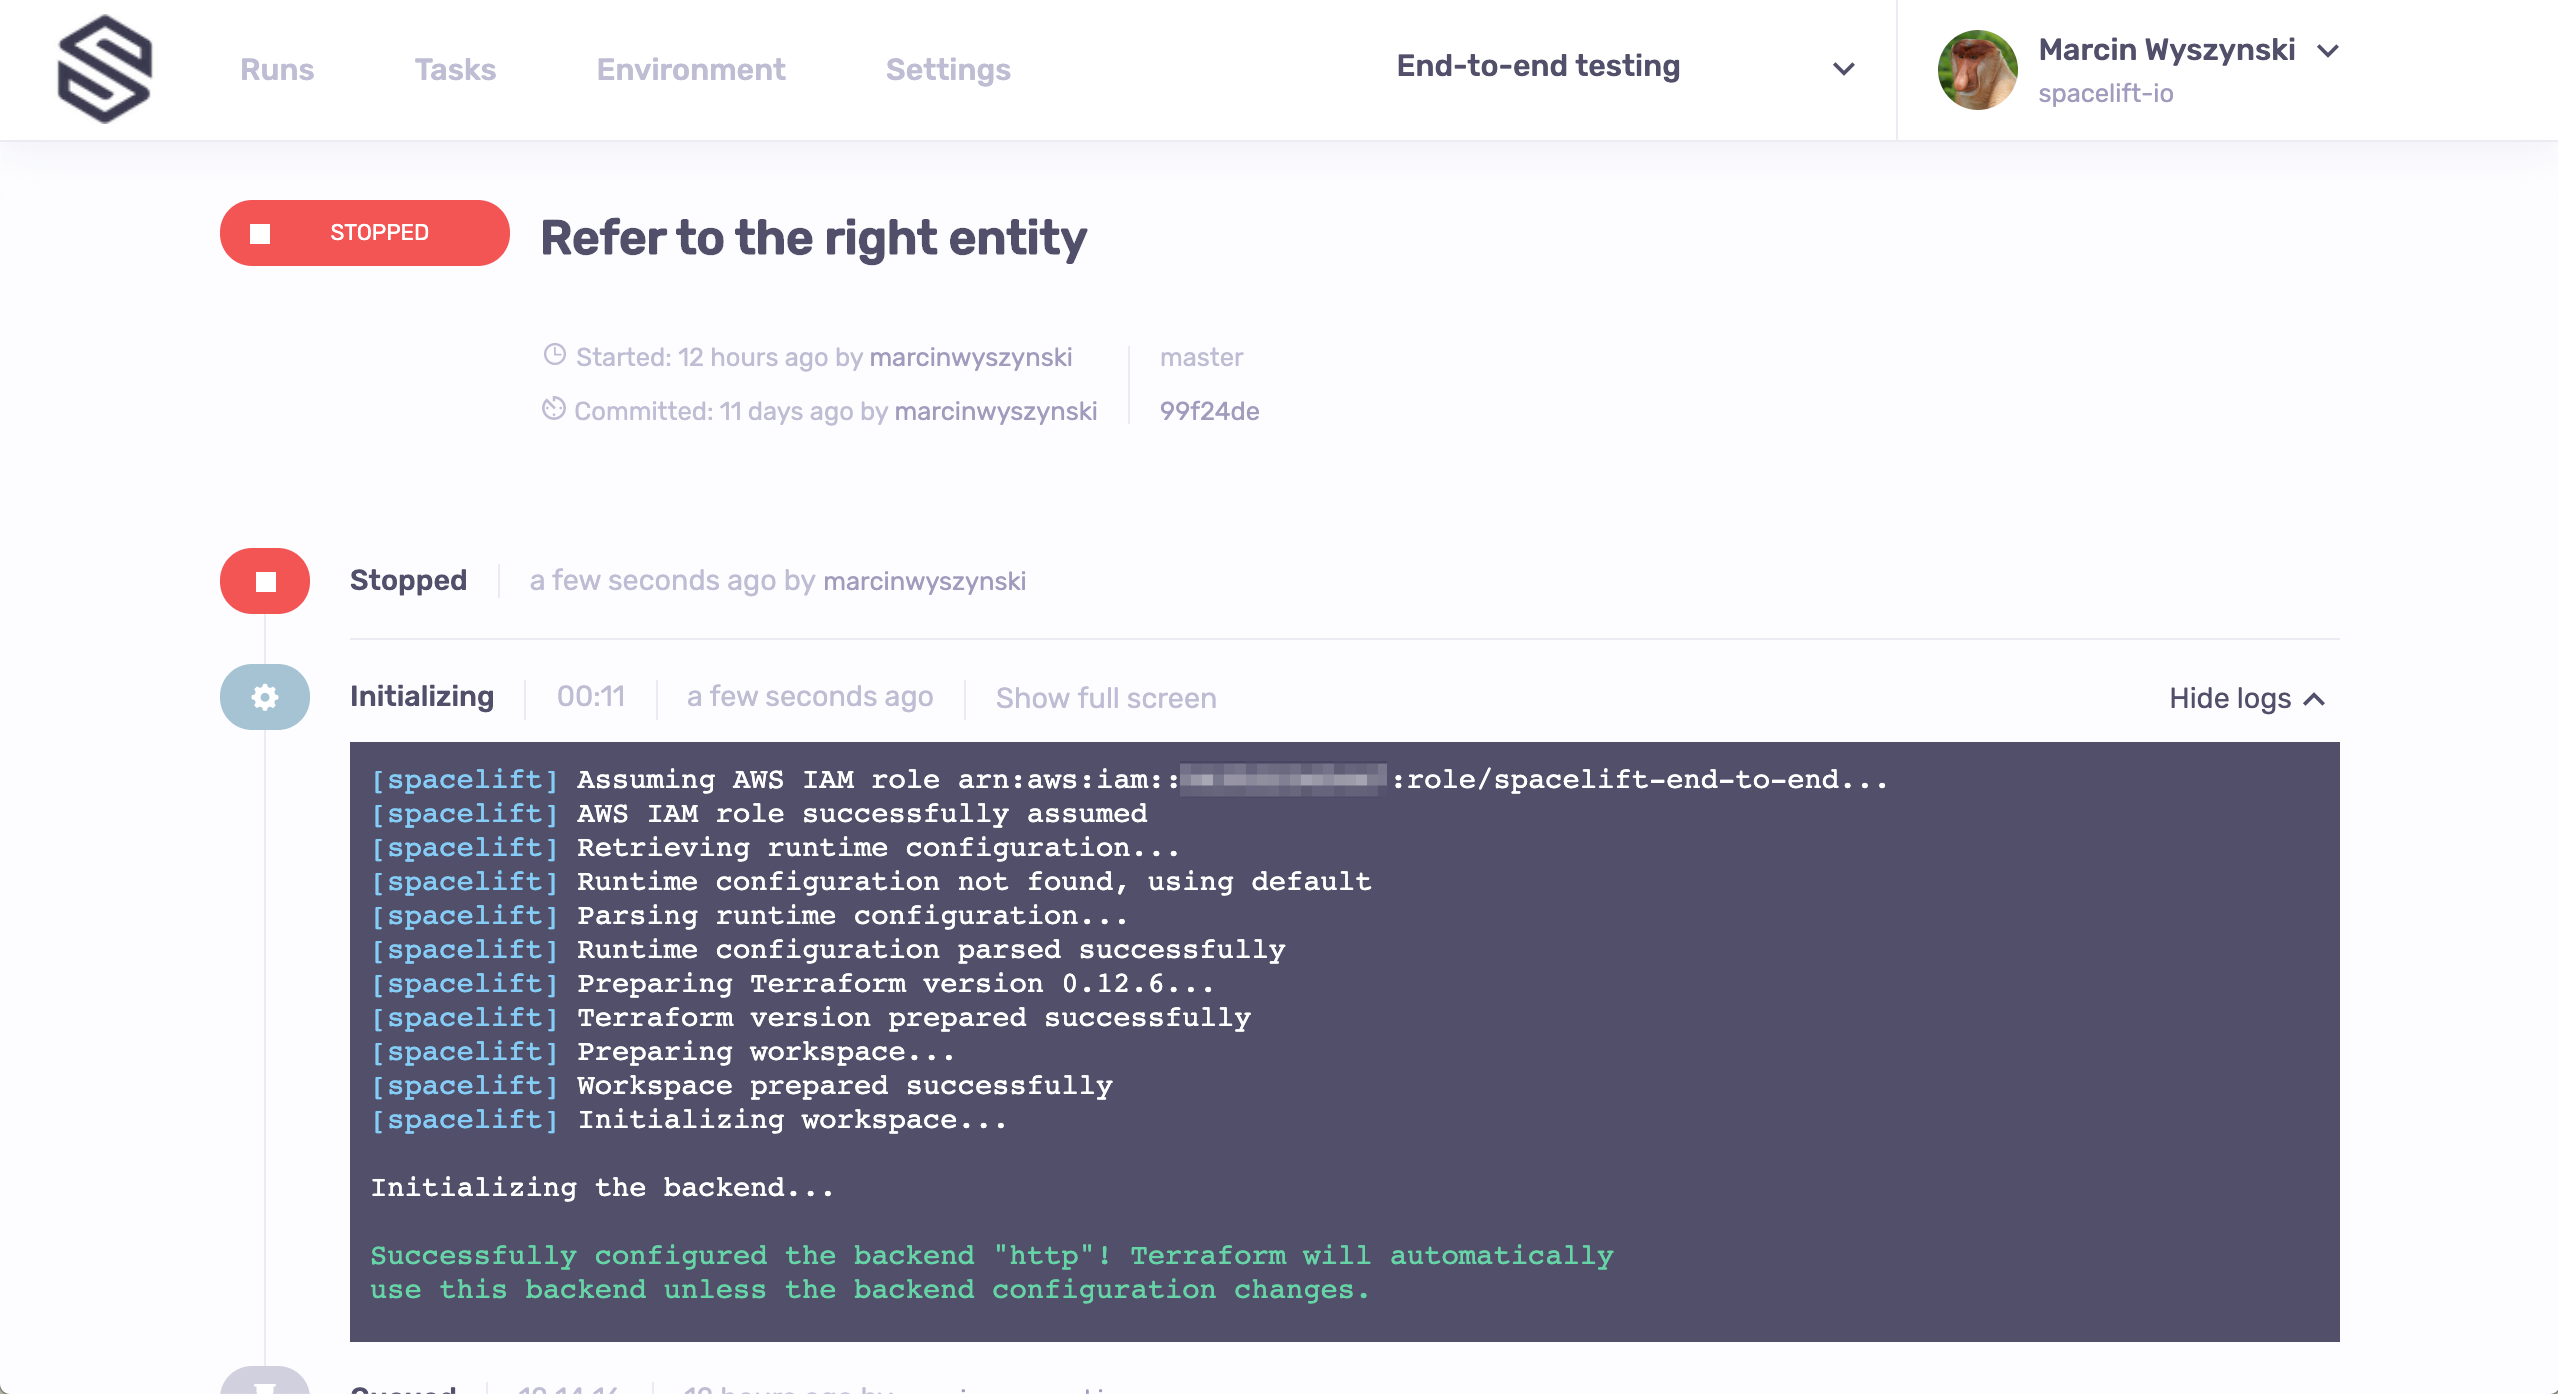 Runs
Tasks
Environment
Settings
End-to-end testing
Marcin Wyszynski
spacelift-io
STOPPED
Refer to the right entity
Started: 12 hours ago by marcinwyszynski
master
Committed: 11 days ago by marcinwyszynski
99f24de
Stopped
a few seconds ago by marcinwyszynski
Initializing
00:11
a few seconds ago
Show full screen
Hide logs
[spacelift] Assuming AWS IAM role arn:aws:iam:: :role/spacelift-end-to-end...
[spacelift] AWS IAM role successfully assumed
[spacelift] Retrieving runtime configuration...
[spacelift] Runtime configuration not found, using default
[spacelift] Parsing runtime configuration...
[spacelift] Runtime configuration parsed successfully
[spacelift] Preparing Terraform version 0.12.6...
[spacelift] Terraform version prepared successfully
[spacelift] Preparing workspace...
[spacelift] Workspace prepared successfully
[spacelift] Initializing workspace...
Initializing the backend...
Successfully configured the backend "http"! Terraform will automatically
use this backend unless the backend configuration changes.
Queued
12 hours ago by